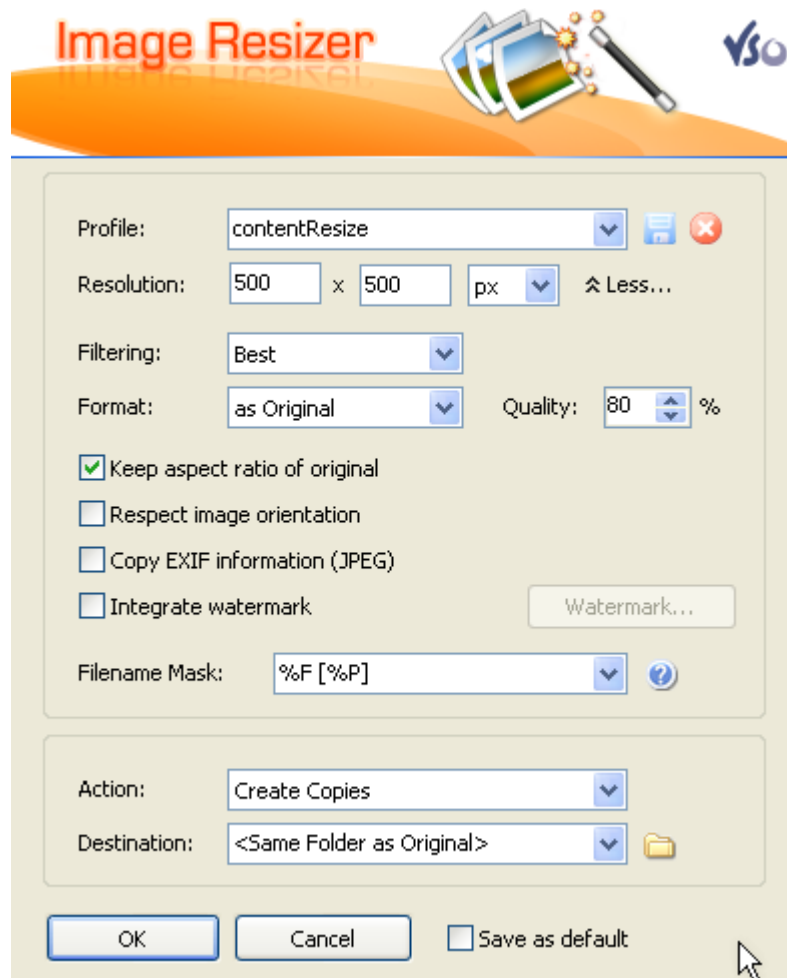 Image Resizer
VSO
Profile: contentResize
Resolution: 500 x 500 px Less...
Filtering: Best
Format: as Original Quality: 80 %
Keep aspect ratio of original
Respect image orientation
Copy EXIF information (JPEG)
Integrate watermark Watermark...
Filename Mask: %F [%P]
Action: Create Copies
Destination: <Same Folder as Original>
OK Cancel Save as default